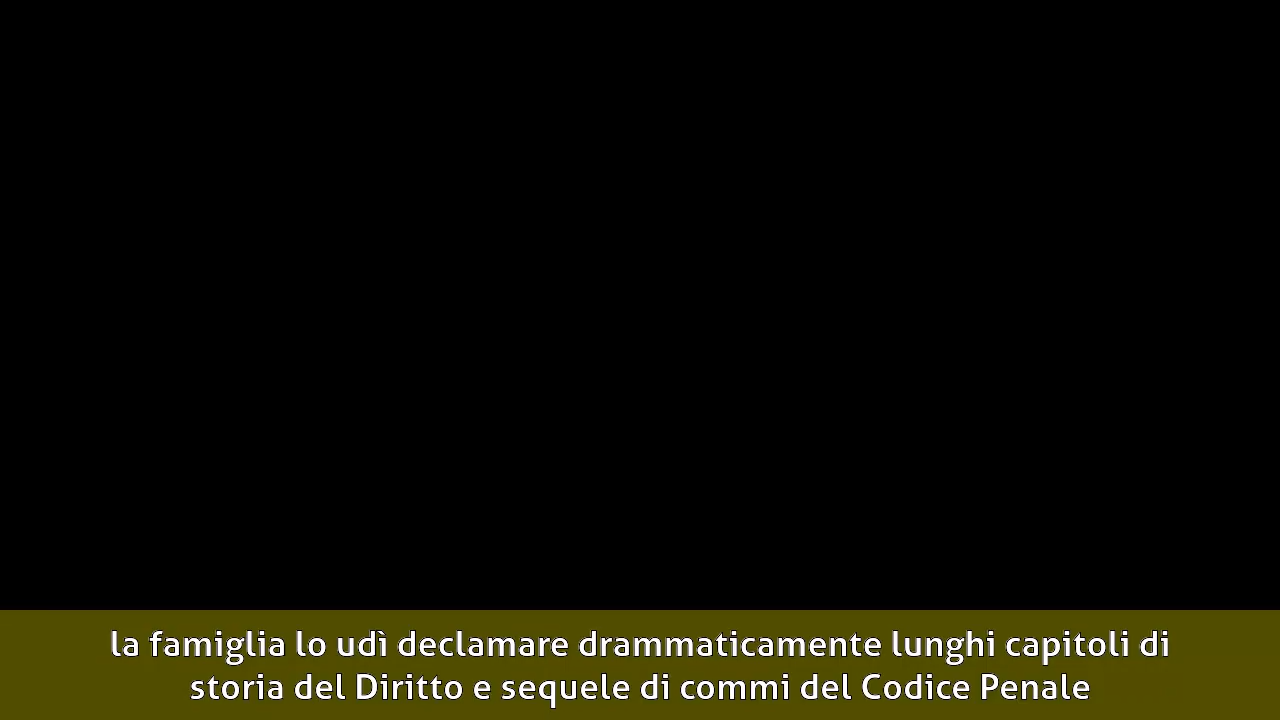 la famiglia lo udì declamare drammaticamente lunghi capitoli di
storia del Diritto e sequele di commi del Codice Penale